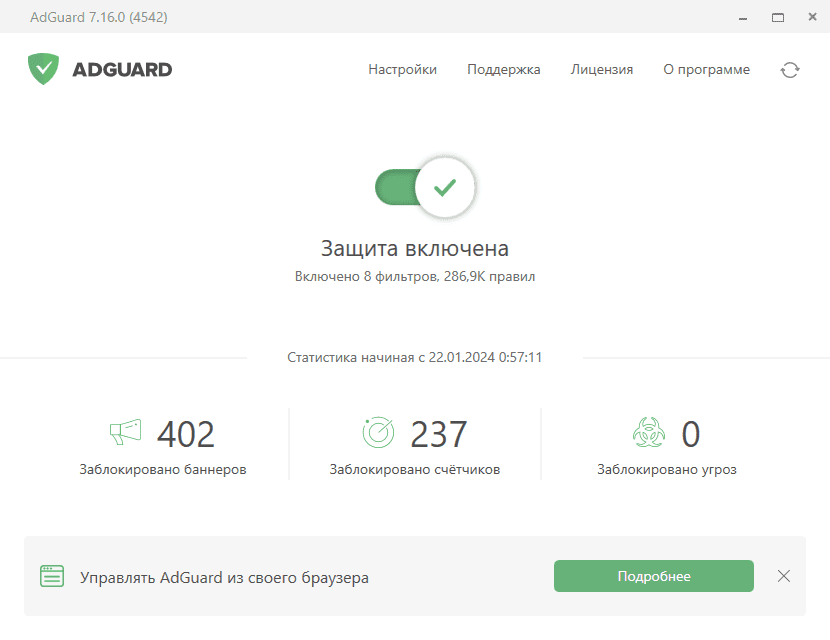 AdGuard 7.16.0 (4542)
ADGUARD
Настройки Поддержка Лицензия О программе
Защита включена
Включено 8 фильтров, 286,9K правил
Статистика начиная с 22.01.2024 0:57:11
402 237 0
Заблокировано баннеров Заблокировано счётчиков Заблокировано угроз
Управлять AdGuard из своего браузера Подробнее